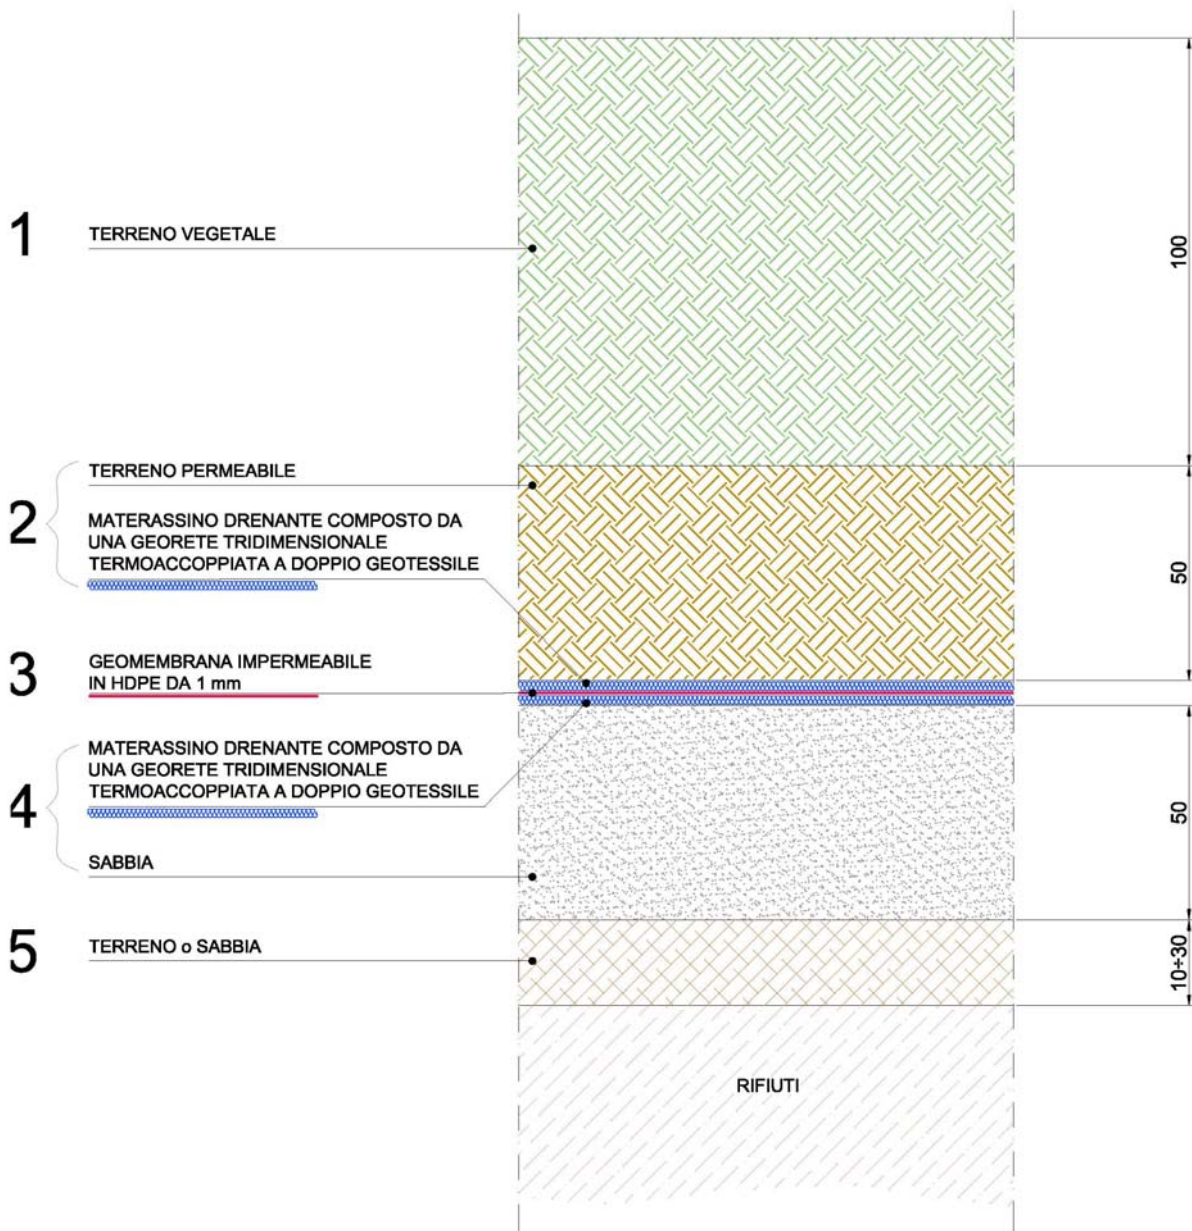 1
TERRENO VEGETALE
100
2
TERRENO PERMEABILE
MATERASSINO DRENANTE COMPOSTO DA
UNA GEORETE TRIDIMENSIONALE
TERMOACCOPPIATA A DOPPIO GEOTESSILE
50
3
GEOMEMBRANA IMPERMEABILE
IN HDPE DA 1 mm
4
MATERASSINO DRENANTE COMPOSTO DA
UNA GEORETE TRIDIMENSIONALE
TERMOACCOPPIATA A DOPPIO GEOTESSILE
SABBIA
50
5
TERRENO o SABBIA
10÷30
RIFIUTI